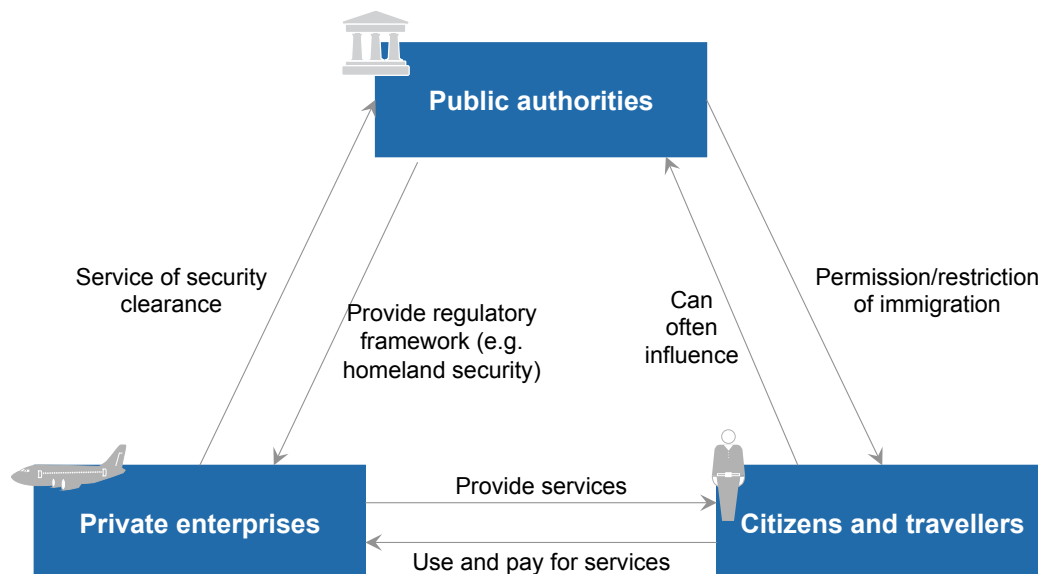 Public authorities
Service of security
clearance
Provide regulatory
framework (e.g.
homeland security)
Can
often
influence
Permission/restriction
of immigration
Private enterprises
Provide services
Use and pay for services
Citizens and travellers